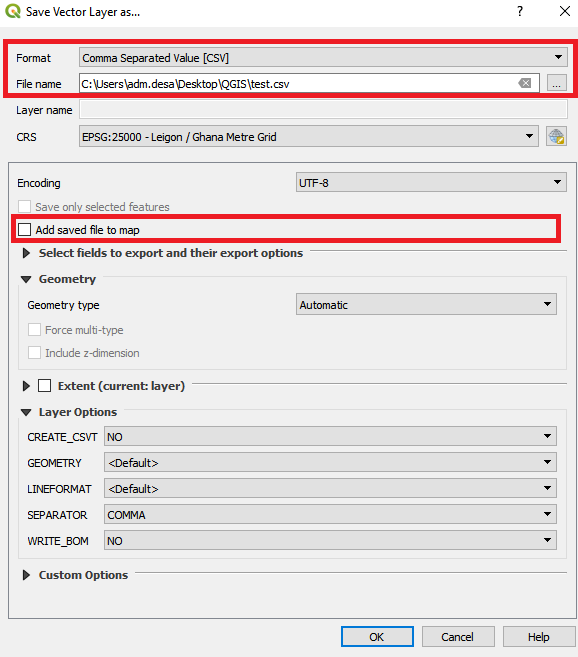 Save Vector Layer as...
Format Comma Separated Value [CSV]
File name C:\Users\adm.desa\Desktop\QGIS\test.csv ...
Layer name
CRS EPSG:25000 - Leigon / Ghana Metre Grid
Encoding UTF-8
Save only selected features
Add saved file to map
Select fields to export and their export options
Geometry
Geometry type Automatic
Force multi-type
Include z-dimension
Extent (current: layer)
Layer Options
CREATE_CSVT NO
GEOMETRY <Default>
LINEFORMAT <Default>
SEPARATOR COMMA
WRITE_BOM NO
Custom Options
OK Cancel Help